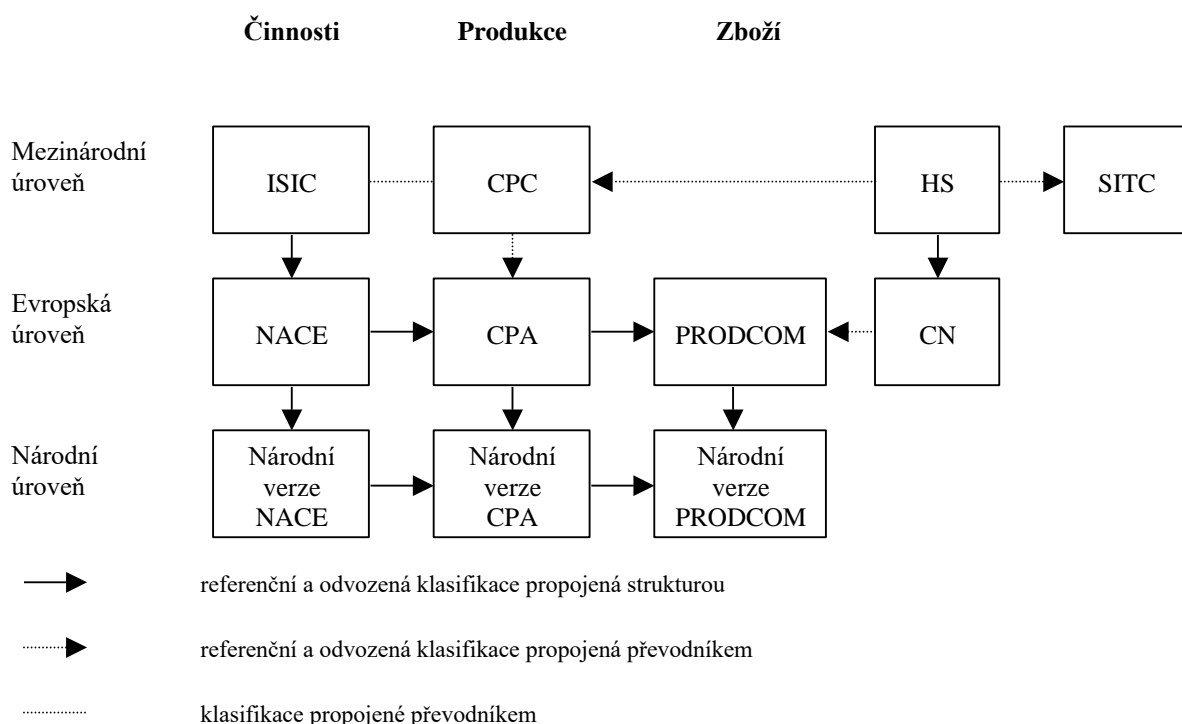 Činnosti Produkce Zboží
Mezinárodní
úroveň
ISIC CPC HS SITC
Evropská
úroveň
NACE CPA PRODCOM CN
Národní
úroveň
Národní
verze
NACE
Národní
verze
CPA
Národní
verze
PRODCOM
referenční a odvozená klasifikace propojená strukturou
referenční a odvozená klasifikace propojená převodníkem
klasifikace propojené převodníkem